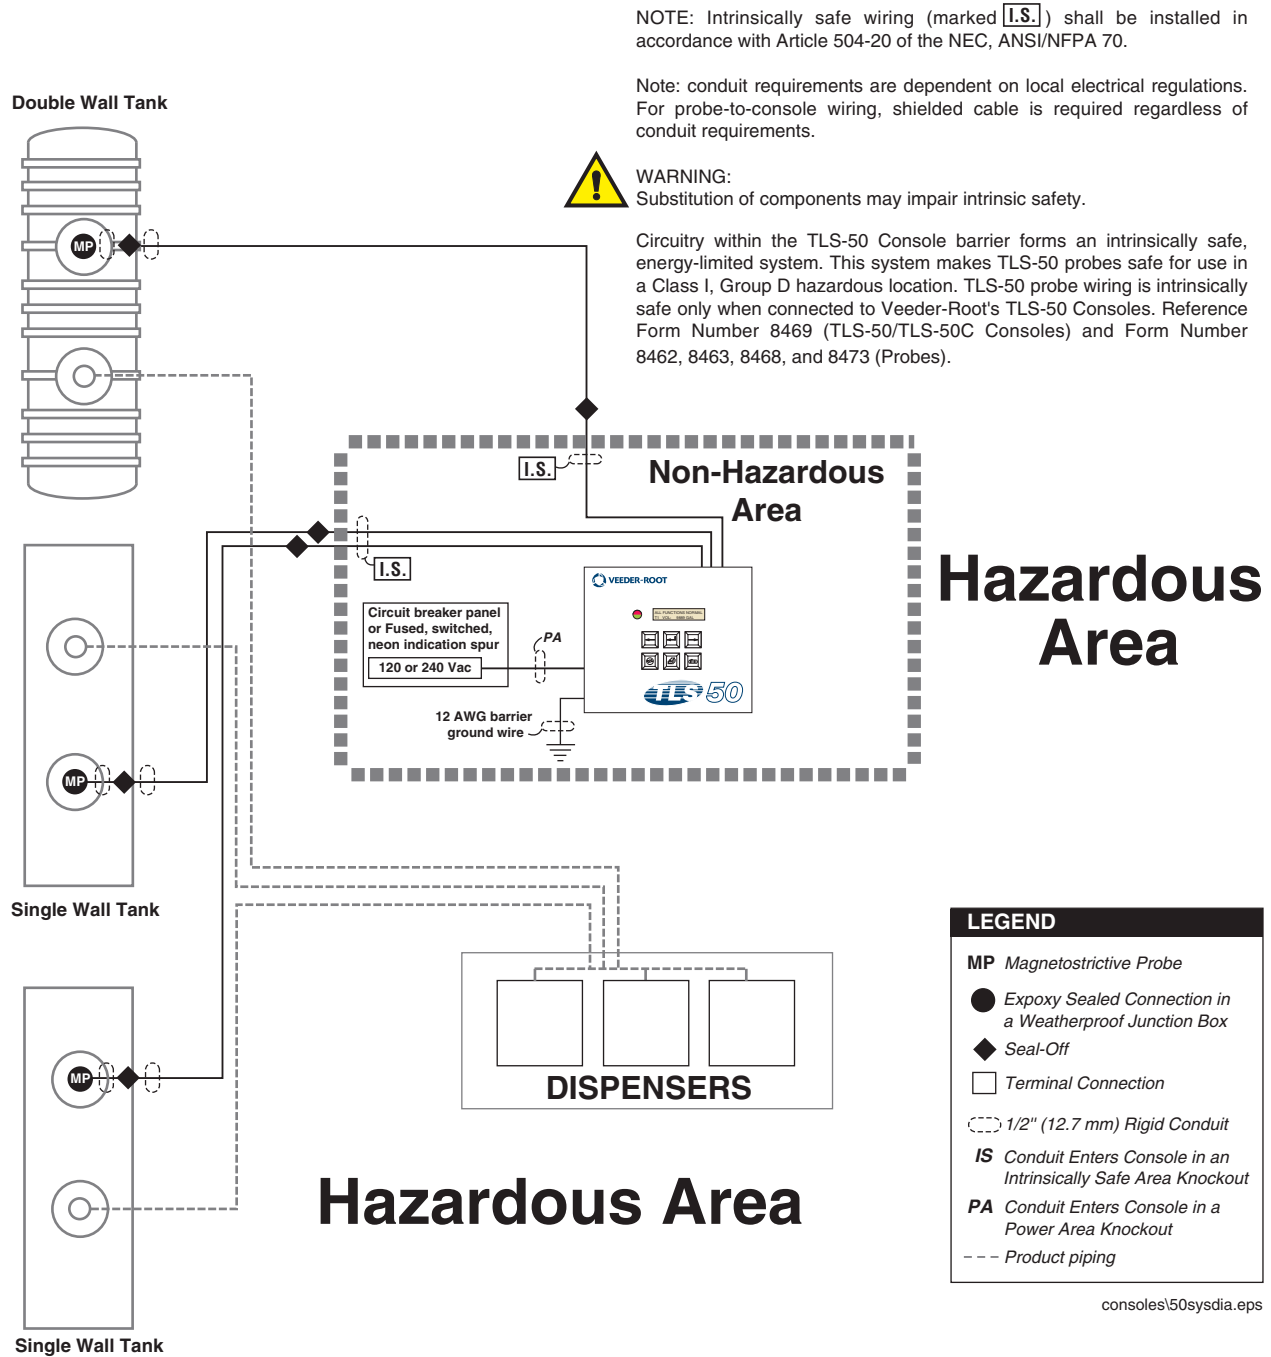 NOTE: Intrinsically safe wiring (marked I.S. ) shall be installed in
accordance with Article 504-20 of the NEC, ANSI/NFPA 70.
Note: conduit requirements are dependent on local electrical regulations.
For probe-to-console wiring, shielded cable is required regardless of
conduit requirements.
WARNING:
Substitution of components may impair intrinsic safety.
Circuitry within the TLS-50 Console barrier forms an intrinsically safe,
energy-limited system. This system makes TLS-50 probes safe for use in
a Class I, Group D hazardous location. TLS-50 probe wiring is intrinsically
safe only when connected to Veeder-Root's TLS-50 Consoles. Reference
Form Number 8469 (TLS-50/TLS-50C Consoles) and Form Number
8462, 8463, 8468, and 8473 (Probes).
Double Wall Tank
MP
I.S.
Non-Hazardous
Area
I.S.
Hazardous
Area
VEEDER-ROOT
ALL FUNCTIONS NORMAL
Circuit breaker panel
or Fused, switched,
neon indication spur
120 or 240 Vac
PA
TLS 50
12 AWG barrier
ground wire
MP
Single Wall Tank
MP
DISPENSERS
Hazardous Area
Single Wall Tank
LEGEND
MP Magnetostrictive Probe
Expoxy Sealed Connection in
a Weatherproof Junction Box
Seal-Off
Terminal Connection
1/2" (12.7 mm) Rigid Conduit
IS Conduit Enters Console in an
Intrinsically Safe Area Knockout
PA Conduit Enters Console in a
Power Area Knockout
Product piping
consoles\50sysdia.eps